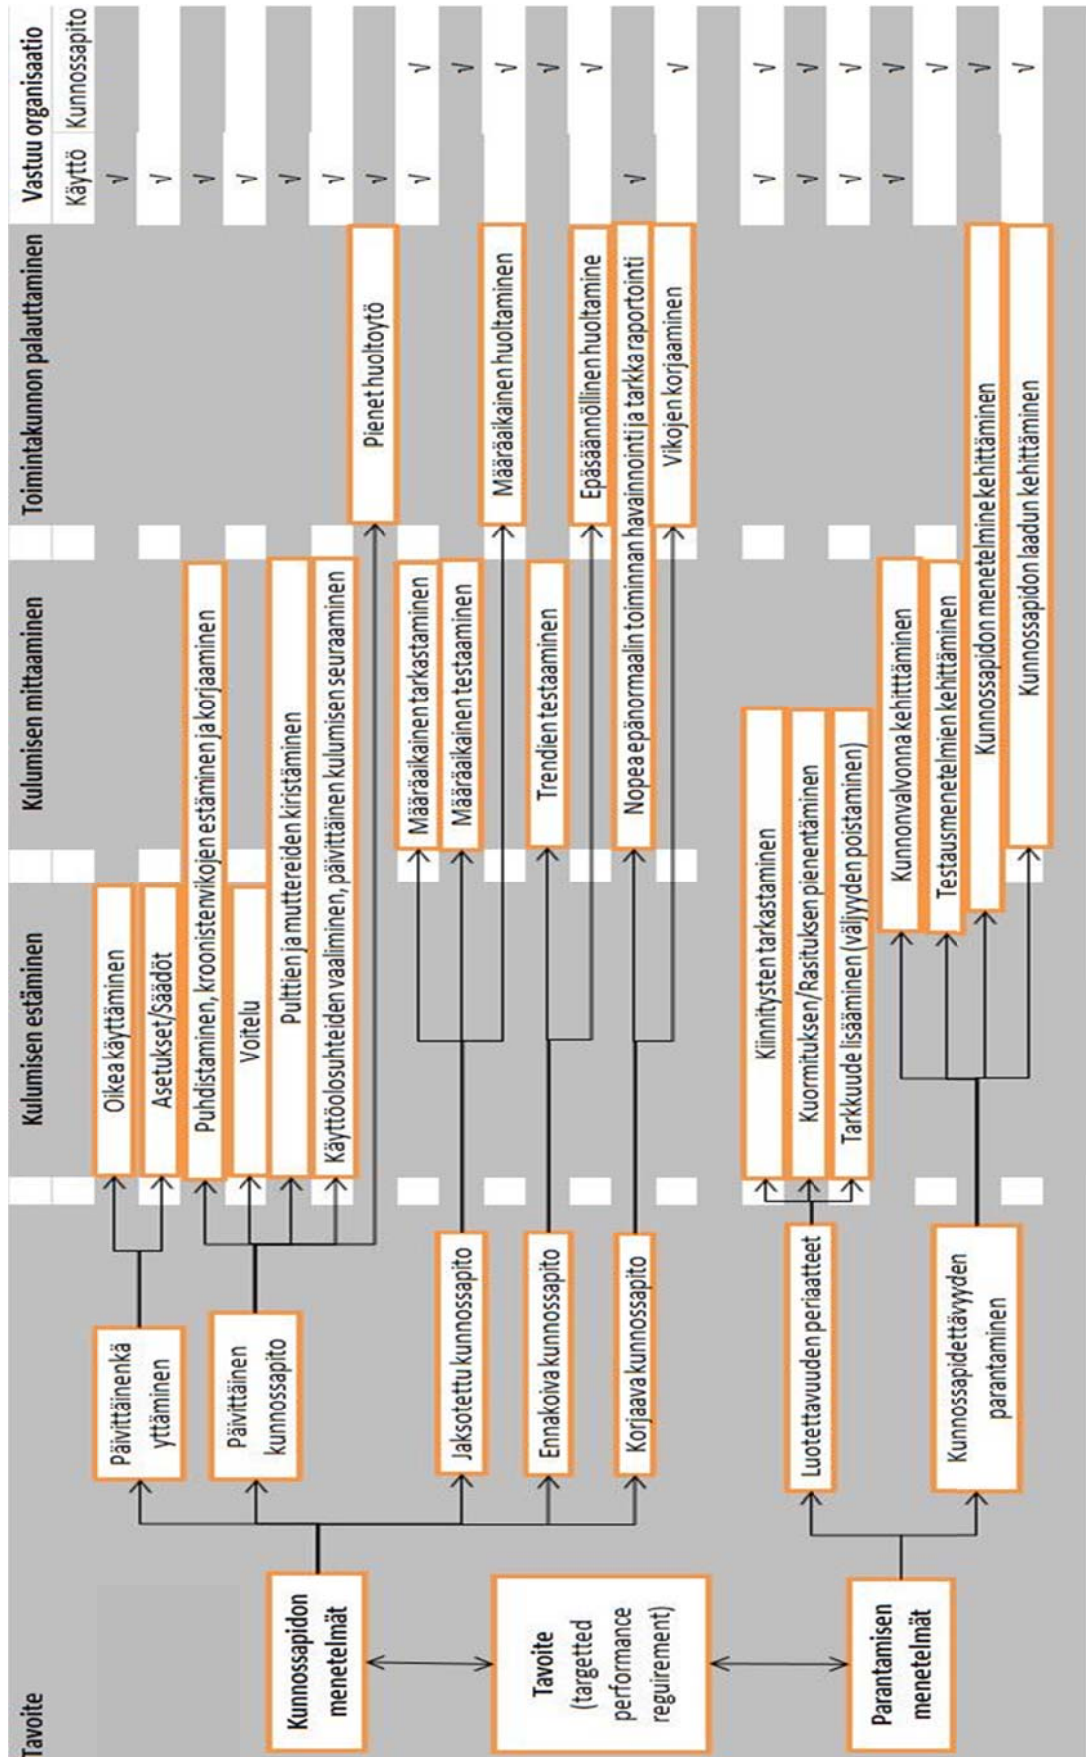 Tavoite
Kulumisen estäminen
Kulumisen mittaaminen
Toimintakunnon palauttaminen
Vastuu organisaatio
Käyttö
Kunnossapito
Kunnossapidon
menetelmät
Tavoite
(targetted
performance
reguirement)
Parantamisen
menetelmät
Päivittäinenkä
yttäminen
Päivittäinen
kunnossapito
Jaksotettu kunnossapito
Ennakoiva kunnossapito
Korjaava kunnossapito
Luotettavuuden periaatteet
Kunnossapidettävyyden
parantaminen
Oikea käyttäminen
√
Asetukset/Säädöt
√
Puhdistaminen, kroonistenvikojen estäminen ja korjaaminen
√
Voitelu
√
Pulttien ja muttereiden kiristäminen
√
Käyttöolosuhteiden vaaliminen, päivittäinen kulumisen seuraaminen
√
Pienet huoltoytö
√
Määräaikainen tarkastaminen
√ √
Määräaikainen testaaminen
√
Määräaikainen huoltaminen
√
Trendien testaaminen
√
Epäsäännöllinen huoltamine
√
Nopea epänormaalin toiminnan havainnointi ja tarkka raportointi
√
Vikojen korjaaminen
√
Kiinnitysten tarkastaminen
√ √
Kuormituksen/Rasituksen pienentäminen
√ √
Tarkkuude lisääminen (väljyyden poistaminen)
√ √
Kunnonvalvonna kehittäminen
√ √
Testausmenetelmien kehittäminen
√
Kunnossapidon menetelmine kehittäminen
√
Kunnossapidon laadun kehittäminen
√